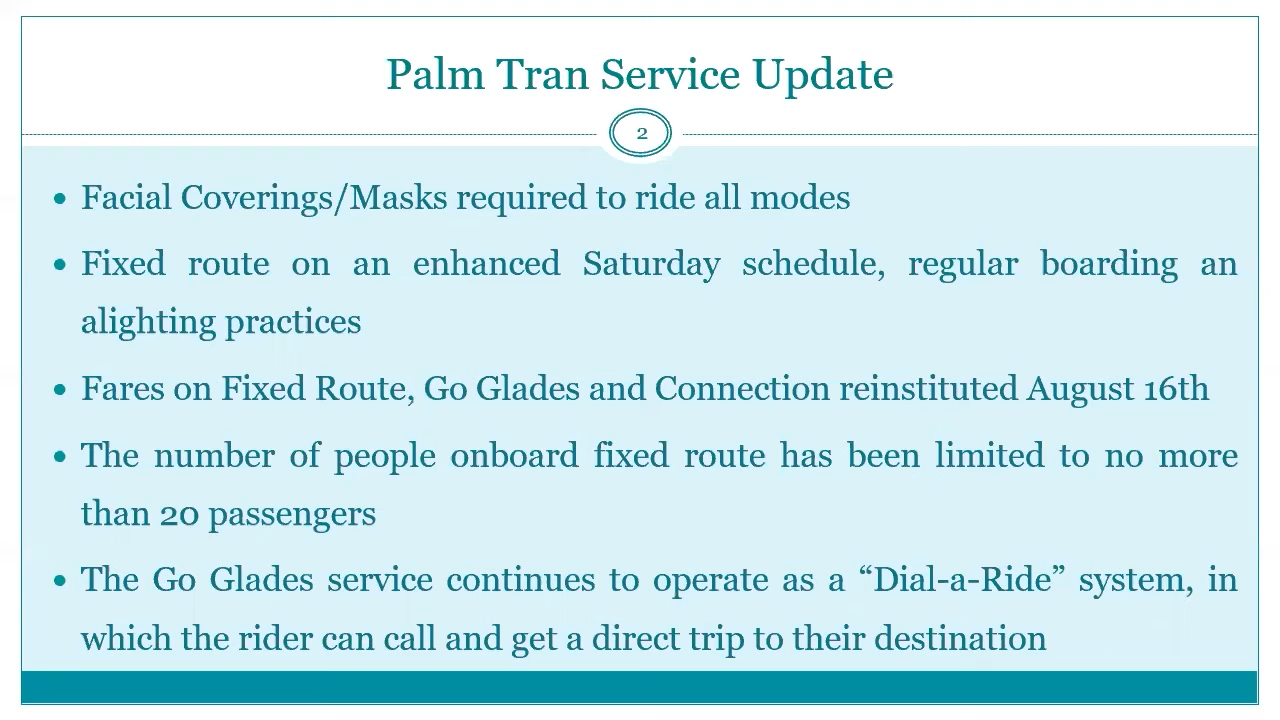 Palm Tran Service Update
2
• Facial Coverings/Masks required to ride all modes
• Fixed route on an enhanced Saturday schedule, regular boarding an
alighting practices
• Fares on Fixed Route, Go Glades and Connection reinstituted August 16th
• The number of people onboard fixed route has been limited to no more
than 20 passengers
• The Go Glades service continues to operate as a “Dial-a-Ride” system, in
which the rider can call and get a direct trip to their destination